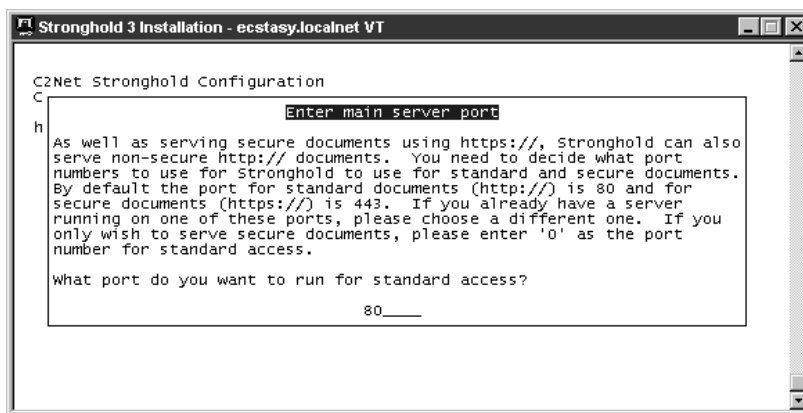 Stronghold 3 Installation - ecstasy.localnet VT
C2Net Stronghold Configuration
C
Enter main server port
h
As well as serving secure documents using https://, Stronghold can also
serve non-secure http:// documents.  You need to decide what port
numbers to use for Stronghold to use for standard and secure documents.
By default the port for standard documents (http://) is 80 and for
secure documents (https://) is 443.  If you already have a server
running on one of these ports, please choose a different one.  If you
only wish to serve secure documents, please enter '0' as the port
number for standard access.
What port do you want to run for standard access?
80____